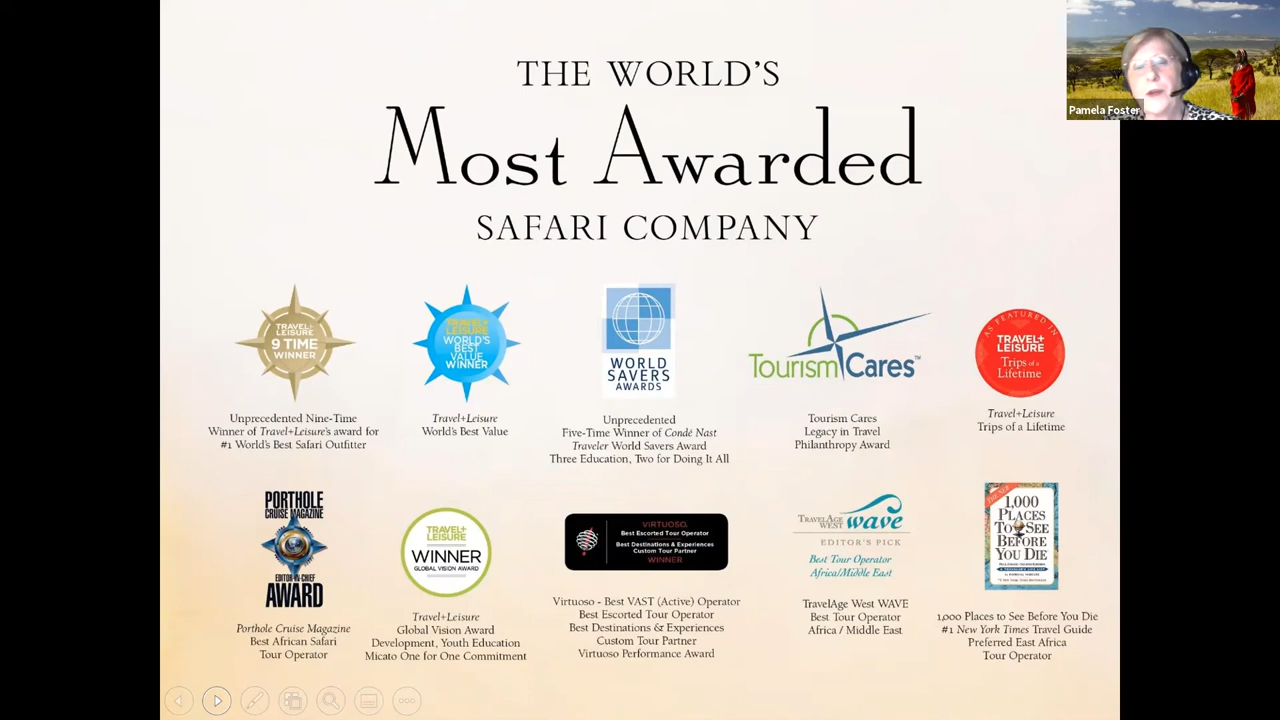 THE WORLD'S
Most Awarded
SAFARI COMPANY
Pamela Foster
TRAVEL+
LEISURE
9 TIME
WINNER
Unprecedented Nine-Time
Winner of Travel+Leisure's award for
#1 World's Best Safari Outfitter
TRAVEL+
LEISURE
WORLD'S
BEST
VALUE
WINNER
Travel+Leisure
World's Best Value
WORLD
SAVERS
AWARDS
Unprecedented
Five-Time Winner of Condé Nast
Traveler World Savers Award
Three Education, Two for Doing It All
Tourism Cares™
Tourism Cares
Legacy in Travel
Philanthropy Award
AS FEATURED IN
TRAVEL+
LEISURE
Trips of a
Lifetime
Travel+Leisure
Trips of a Lifetime
PORTHOLE
CRUISE MAGAZINE
EDITOR-IN-CHIEF
AWARD
Porthole Cruise Magazine
Best African Safari
Tour Operator
TRAVEL+
LEISURE
WINNER
GLOBAL VISION AWARD
Travel+Leisure
Global Vision Award
Development, Youth Education
Micato One for One Commitment
VIRTUOSO.
Best Escorted Tour Operator
Best Destinations & Experiences
Custom Tour Partner
WINNER
Virtuoso - Best VAST (Active) Operator
Best Escorted Tour Operator
Best Destinations & Experiences
Custom Tour Partner
Virtuoso Performance Award
TRAVELAGE
WEST
wave
EDITOR'S PICK
Best Tour Operator
Africa/Middle East
TravelAge West WAVE
Best Tour Operator
Africa / Middle East
1,000
PLACES
TO SEE
BEFORE
YOU DIE
1,000 Places to See Before You Die
#1 New York Times Travel Guide
Preferred East Africa
Tour Operator